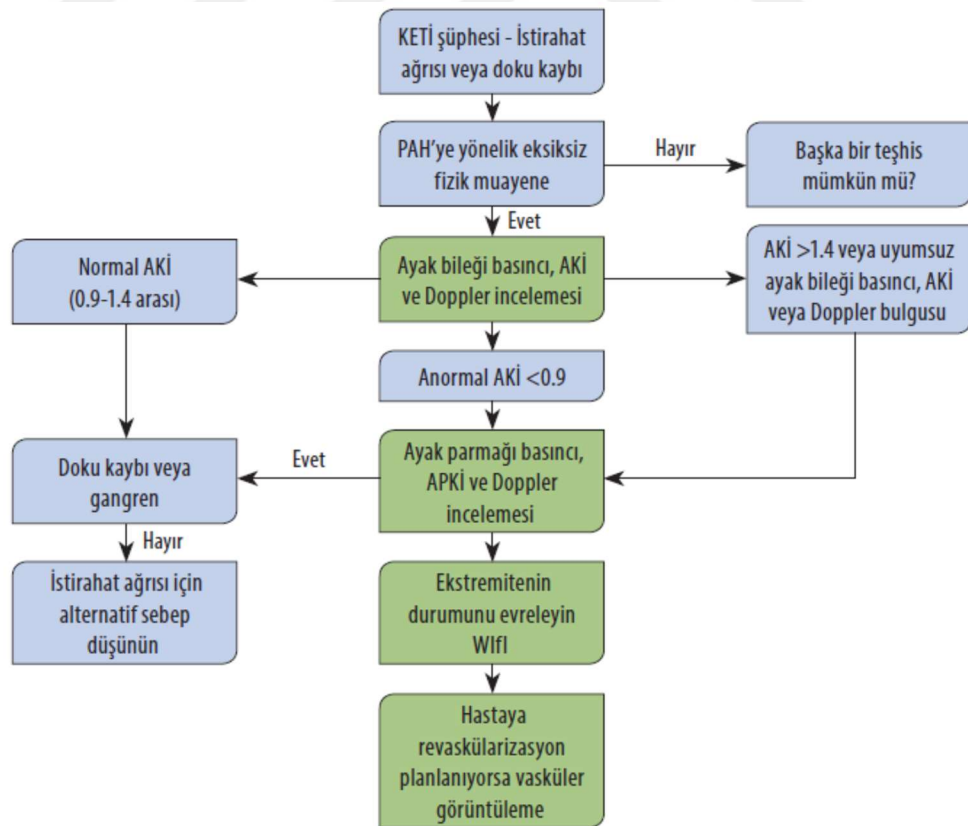 KETİ şüphesi - İstirahat
ağrısı veya doku kaybı
PAH'ye yönelik eksiksiz
fizik muayene
Hayır
Başka bir teşhis
mümkün mü?
Evet
Normal AKİ
(0.9-1.4 arası)
Ayak bileği basıncı, AKİ
ve Doppler incelemesi
AKİ >1.4 veya uyumsuz
ayak bileği basıncı, AKİ
veya Doppler bulgusu
Anormal AKİ <0.9
Doku kaybı veya
gangren
Evet
Ayak parmağı basıncı,
APKİ ve Doppler
incelemesi
Hayır
İstirahat ağrısı için
alternatif sebep
düşünün
Ekstremitenin
durumunu evreleyin
WIfI
Hastaya
revaskülarizasyon
planlanıyorsa vasküler
görüntüleme